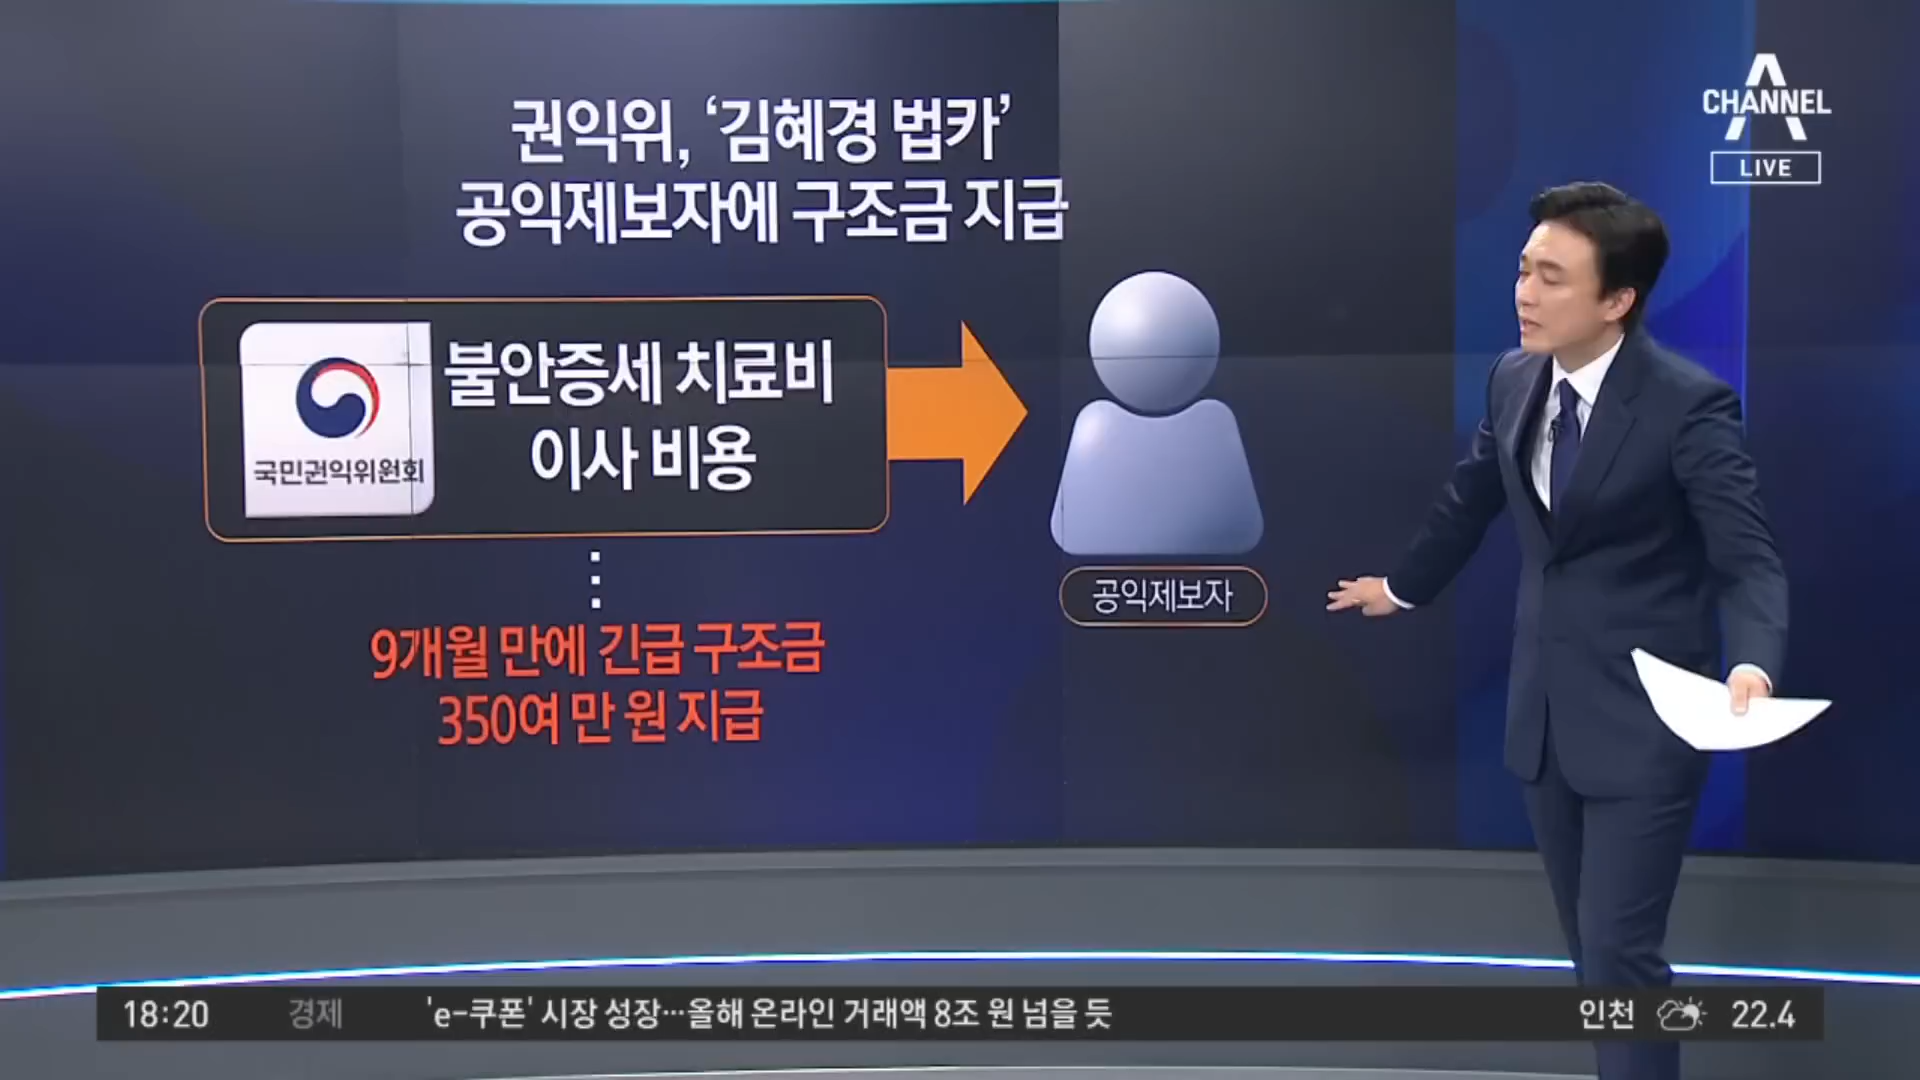 권익위, '김혜경 법카'
공익제보자에 구조금 지급
국민권익위원회
불안증세 치료비
이사 비용
공익제보자
9개월 만에 긴급 구조금
350여 만 원 지급
CHANNEL A
LIVE
18:20 경제 'e-쿠폰' 시장 성장…올해 온라인 거래액 8조 원 넘을 듯 인천 22.4